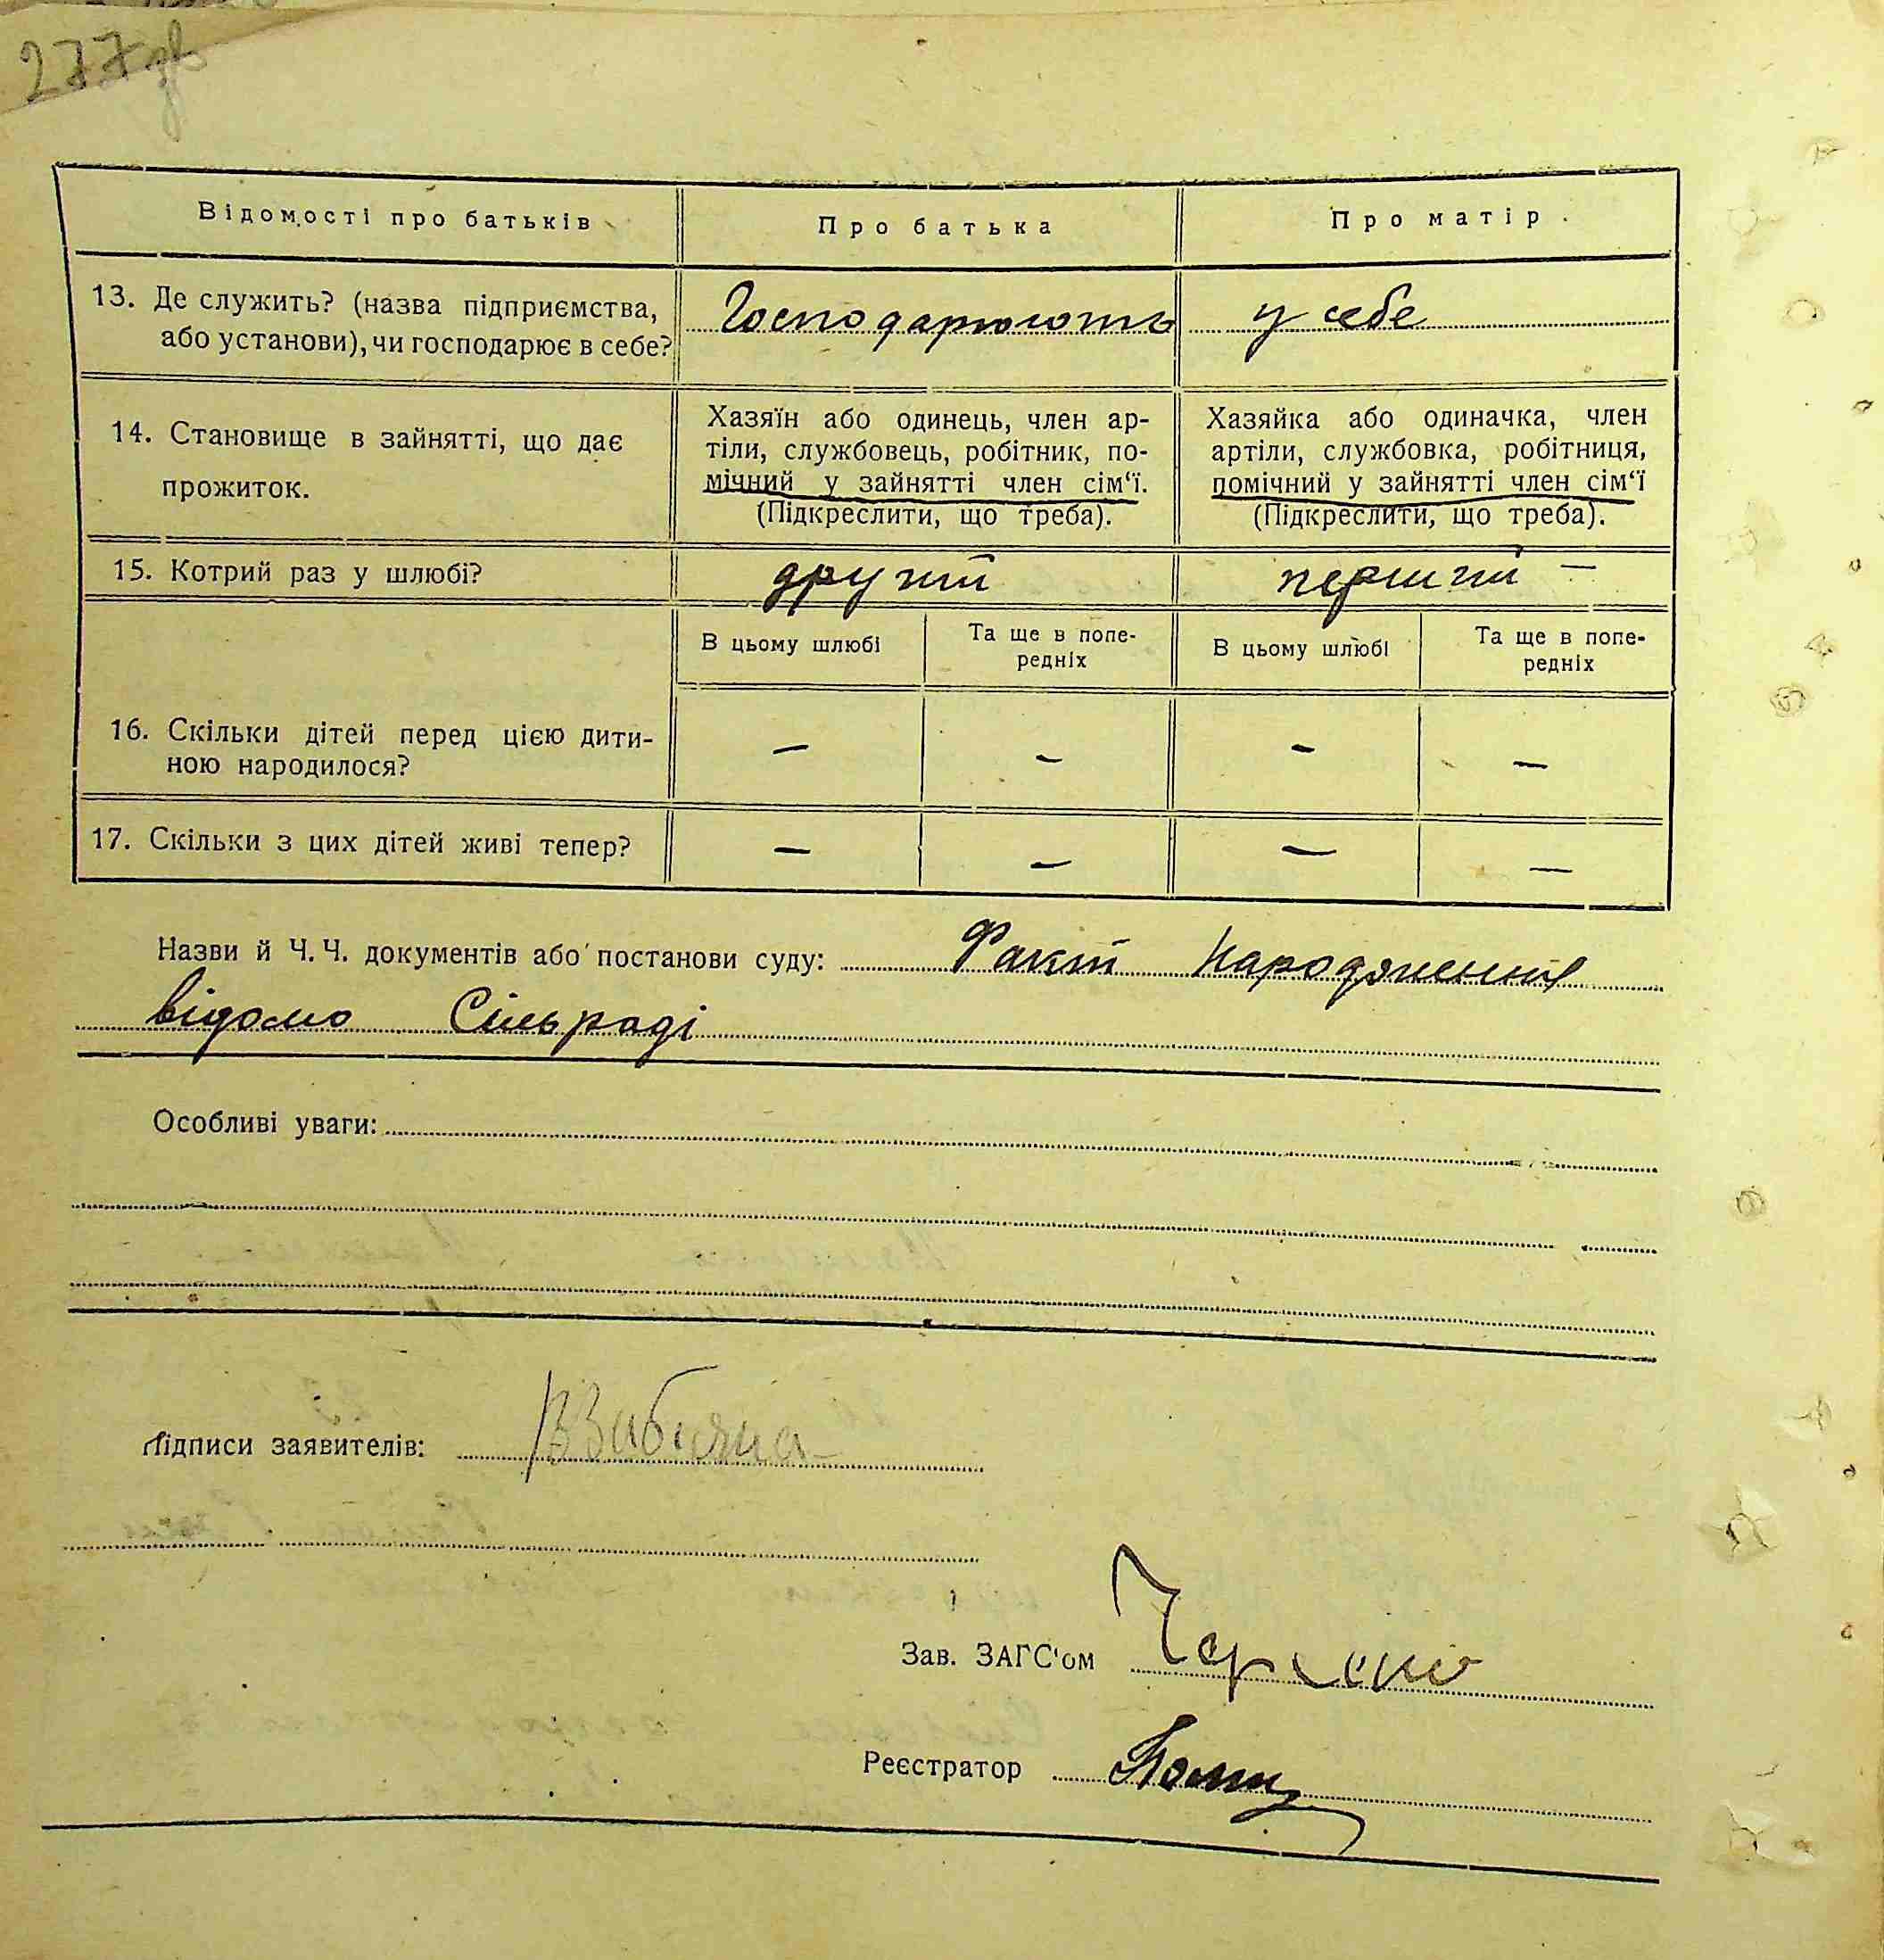 277 зв
Відомості про батьків Про батька Про матір
13. Де служить? (назва підприємства,
або установи), чи господарює в себе?
Господарюють у себе
14. Становище в зайнятті, що дає
прожиток.
Хазяїн або одинець, член ар-
тіли, службовець, робітник, по-
мічний у зайнятті член сім‘ї.
(Підкреслити, що треба).
Хазяйка або одиначка, член
артіли, службовка, робітниця,
помічний у зайнятті член сім‘ї
(Підкреслити, що треба).
15. Котрий раз у шлюбі? другий перший —
В цьому шлюбі
Та ще в попе-
редніх
В цьому шлюбі
Та ще в попе-
редніх
16. Скільки дітей перед цією дити-
ною народилося?
— — — —
17. Скільки з цих дітей живі тепер? — — — —
Назви й Ч. Ч. документів або постанови суду: Факт народження
відомо Сільраді
Особливі уваги:
Підписи заявителів:
Зав. ЗАГС'ом
Реєстратор